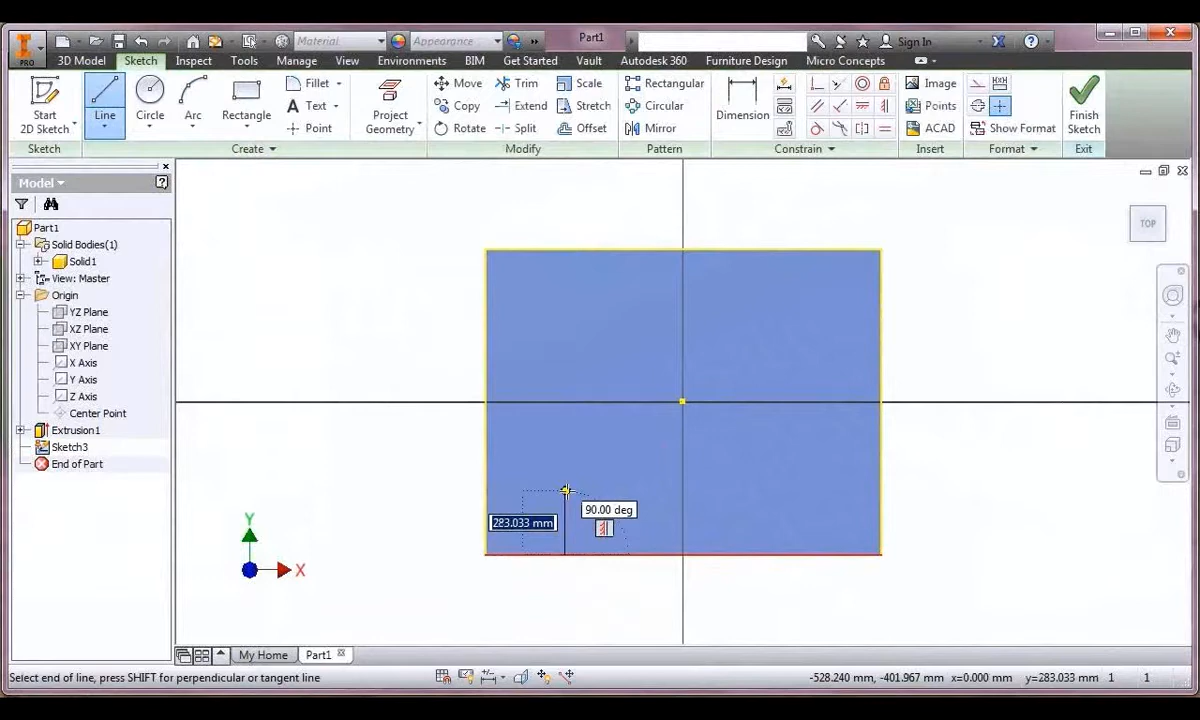 PRO
Material
Appearance
Part1
Sign In
3D Model
Sketch
Inspect
Tools
Manage
View
Environments
BIM
Get Started
Vault
Autodesk 360
Furniture Design
Micro Concepts
Start
2D Sketch
Line
Circle
Arc
Rectangle
Fillet
Text
Point
Project
Geometry
Move
Copy
Rotate
Trim
Extend
Split
Scale
Stretch
Offset
Rectangular
Circular
Mirror
Dimension
Image
Points
ACAD
Show Format
Finish
Sketch
Sketch
Create
Modify
Pattern
Constrain
Insert
Format
Exit
Model
Part1
Solid Bodies(1)
Solid1
View: Master
Origin
YZ Plane
XZ Plane
XY Plane
X Axis
Y Axis
Z Axis
Center Point
Extrusion1
Sketch3
End of Part
TOP
90.00 deg
283.033 mm
Y
X
My Home
Part1
Select end of line, press SHIFT for perpendicular or tangent line
-528.240 mm, -401.967 mm x=0.000 mm y=283.033 mm 1 1